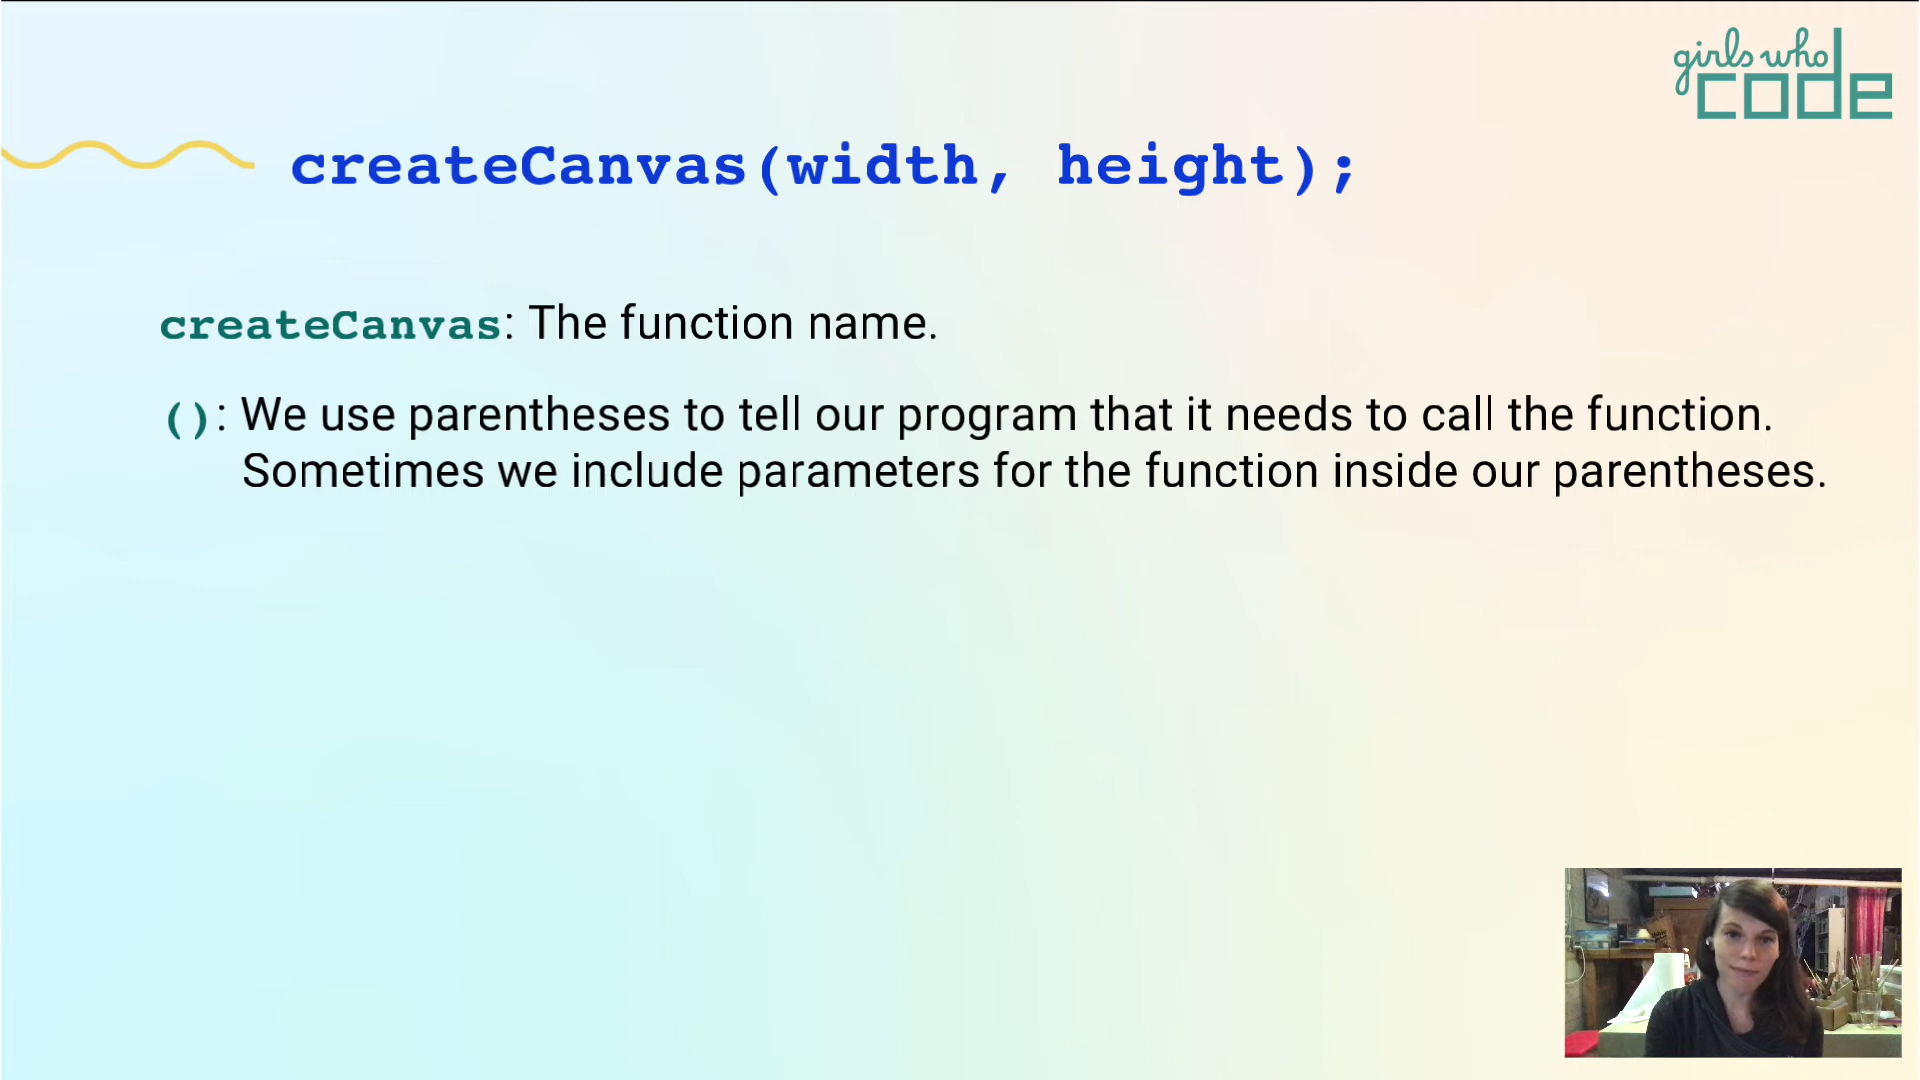 girls who
code
createCanvas(width, height);
createCanvas: The function name.
(): We use parentheses to tell our program that it needs to call the function.
Sometimes we include parameters for the function inside our parentheses.